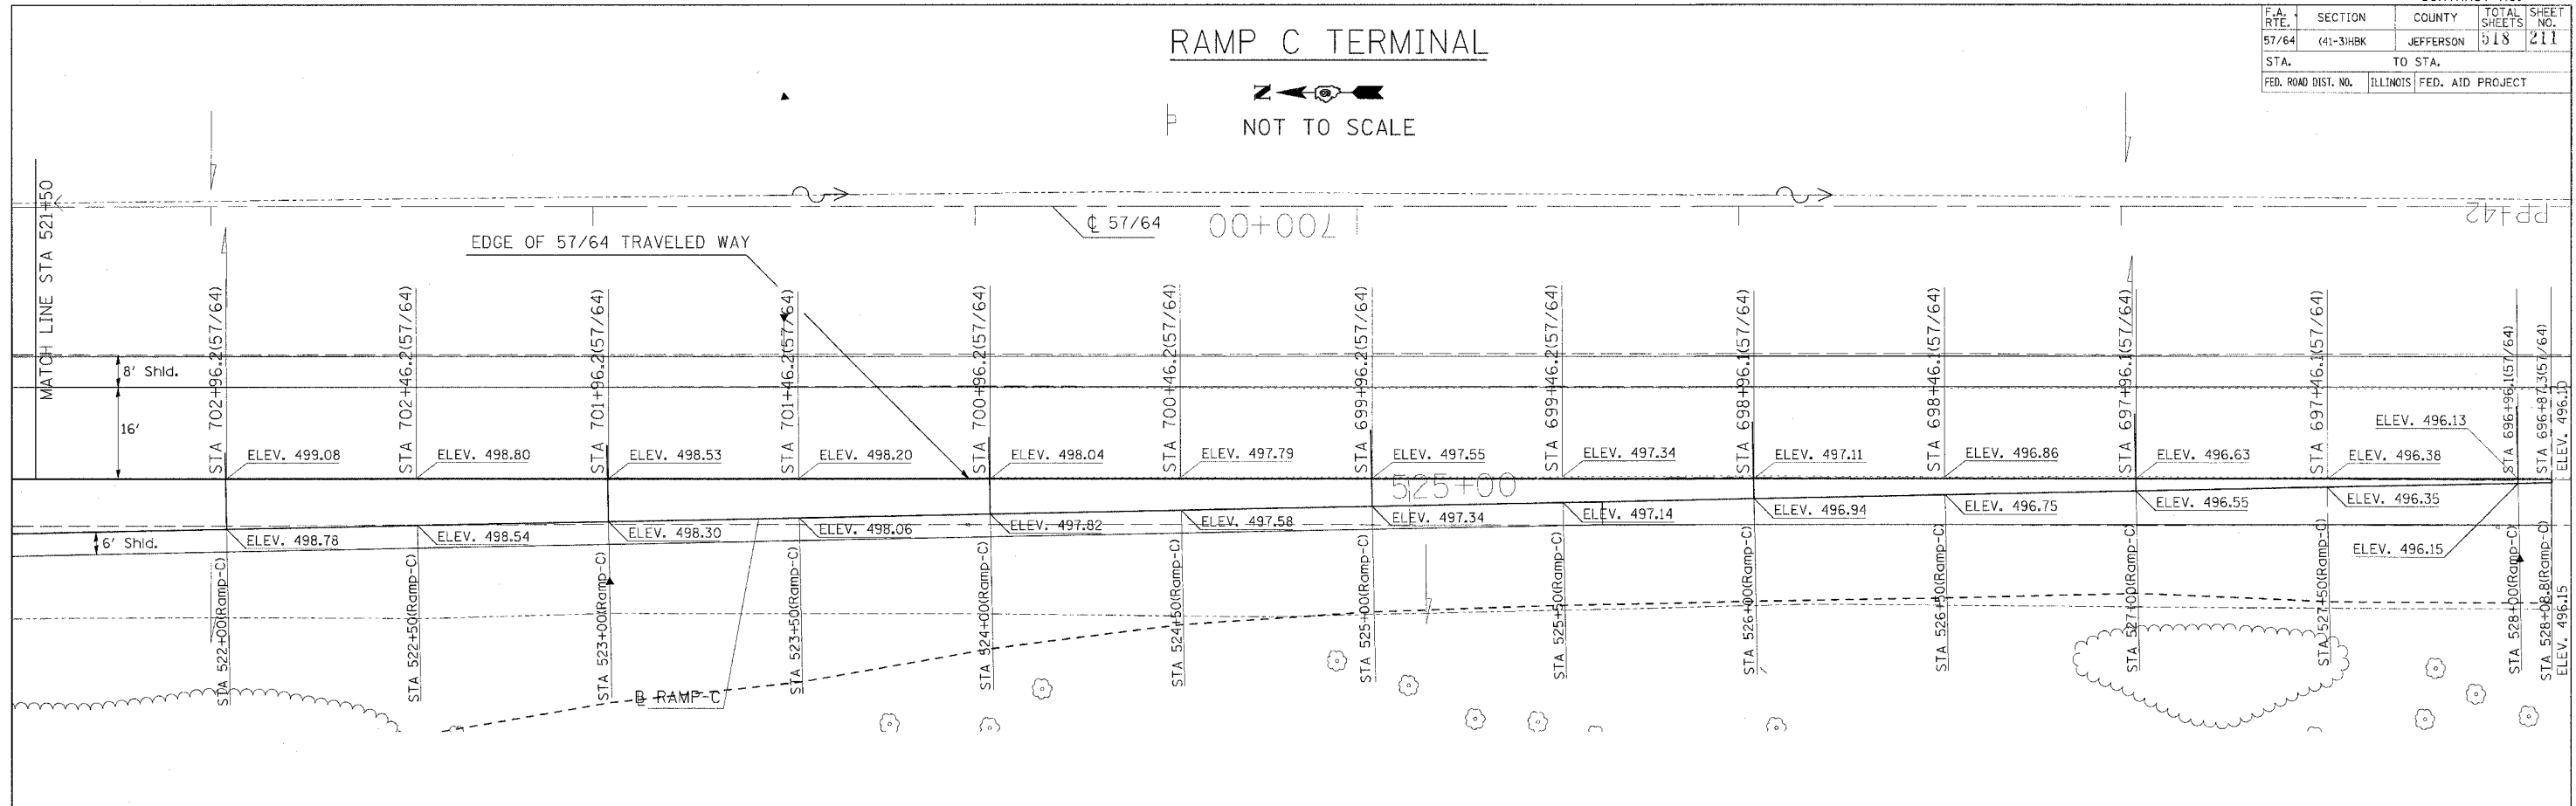 RAMP C TERMINAL
N
NOT TO SCALE
F.A. RTE. SECTION COUNTY TOTAL SHEETS SHEET NO.
57/64 (41-3)HBK JEFFERSON 518 211
STA. TO STA.
FED. ROAD DIST. NO. ILLINOIS FED. AID PROJECT
MATCH LINE STA 521+50
EDGE OF 57/64 TRAVELED WAY
℄ 57/64
700+00
PP+42
8' Shld.
16'
6' Shld.
STA 702+96.2(57/64)
STA 702+46.2(57/64)
STA 701+96.2(57/64)
STA 701+46.2(57/64)
STA 700+96.2(57/64)
STA 700+46.2(57/64)
STA 699+96.2(57/64)
STA 699+46.2(57/64)
STA 698+96.1(57/64)
STA 698+46.1(57/64)
STA 697+96.1(57/64)
STA 697+46.1(57/64)
STA 696+96.1(57/64)
STA 696+87.3(57/64)
ELEV. 496.10
ELEV. 499.08
ELEV. 498.80
ELEV. 498.53
ELEV. 498.20
ELEV. 498.04
ELEV. 497.79
ELEV. 497.55
ELEV. 497.34
ELEV. 497.11
ELEV. 496.86
ELEV. 496.63
ELEV. 496.38
ELEV. 496.13
525+00
ELEV. 498.78
ELEV. 498.54
ELEV. 498.30
ELEV. 498.06
ELEV. 497.82
ELEV. 497.58
ELEV. 497.34
ELEV. 497.14
ELEV. 496.94
ELEV. 496.75
ELEV. 496.55
ELEV. 496.35
ELEV. 496.15
STA 522+00(Ramp-C)
STA 522+50(Ramp-C)
STA 523+00(Ramp-C)
STA 523+50(Ramp-C)
STA 524+00(Ramp-C)
STA 524+50(Ramp-C)
STA 525+00(Ramp-C)
STA 525+50(Ramp-C)
STA 526+00(Ramp-C)
STA 526+50(Ramp-C)
STA 527+00(Ramp-C)
STA 527+50(Ramp-C)
STA 528+00(Ramp-C)
STA 528+08.8(Ramp-C)
ELEV. 496.15
B RAMP-C